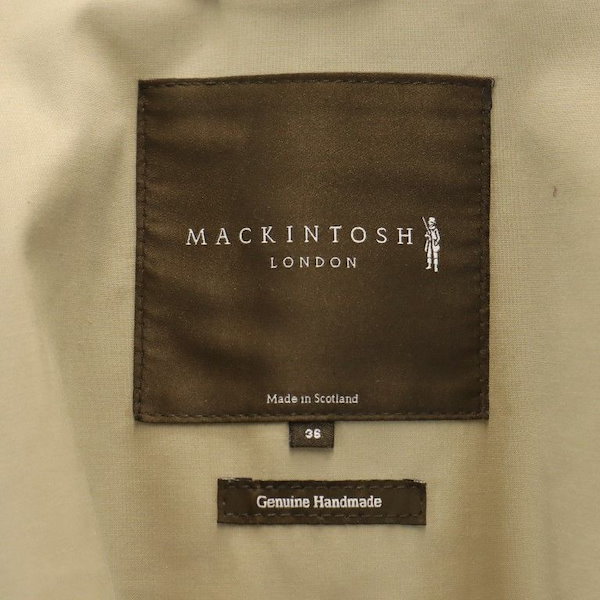 MACKINTOSH
LONDON
Made in Scotland
36
Genuine Handmade